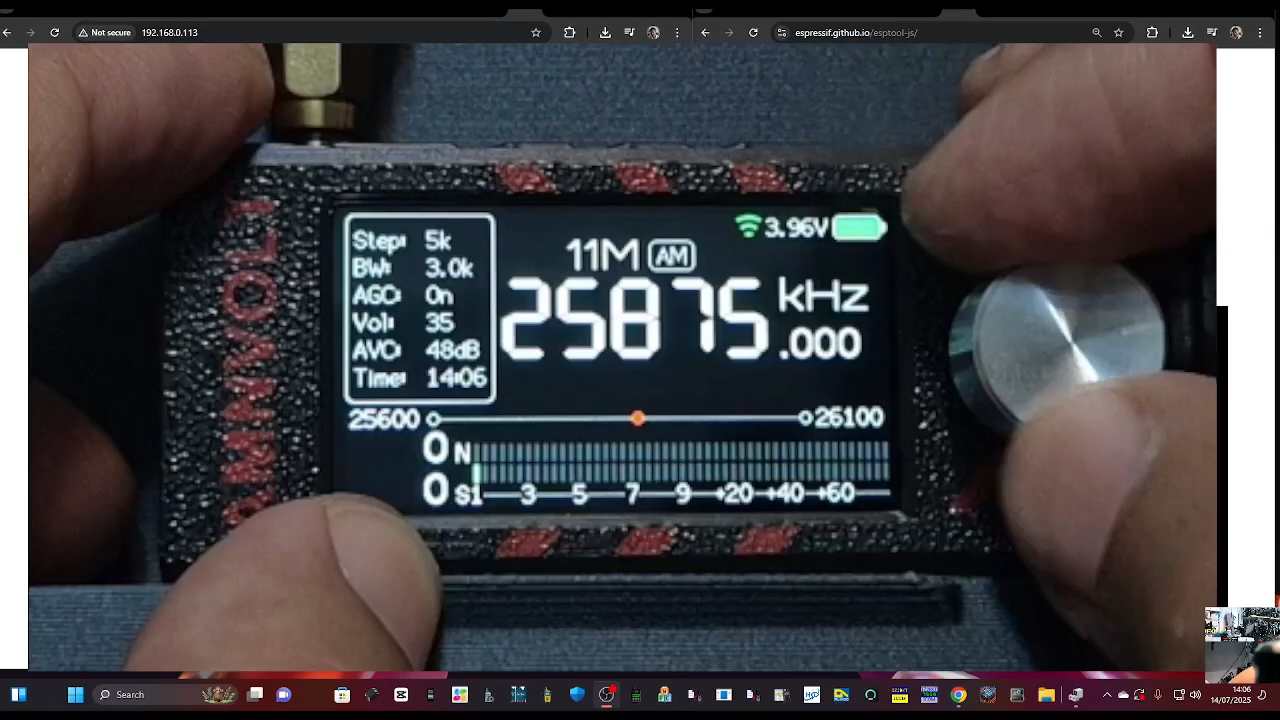 Not secure 192.168.0.113
espressif.github.io/esptool-js/
3.96V
Step: 5k
BW: 3.0k
AGC: On
Vol: 35
AVC: 48dB
Time: 14:06
11M AM
25875 kHz
.000
25600 26100
0 N
0 S1 3 5 7 9 +20 +40 +60
Search
14:06
14/07/2025